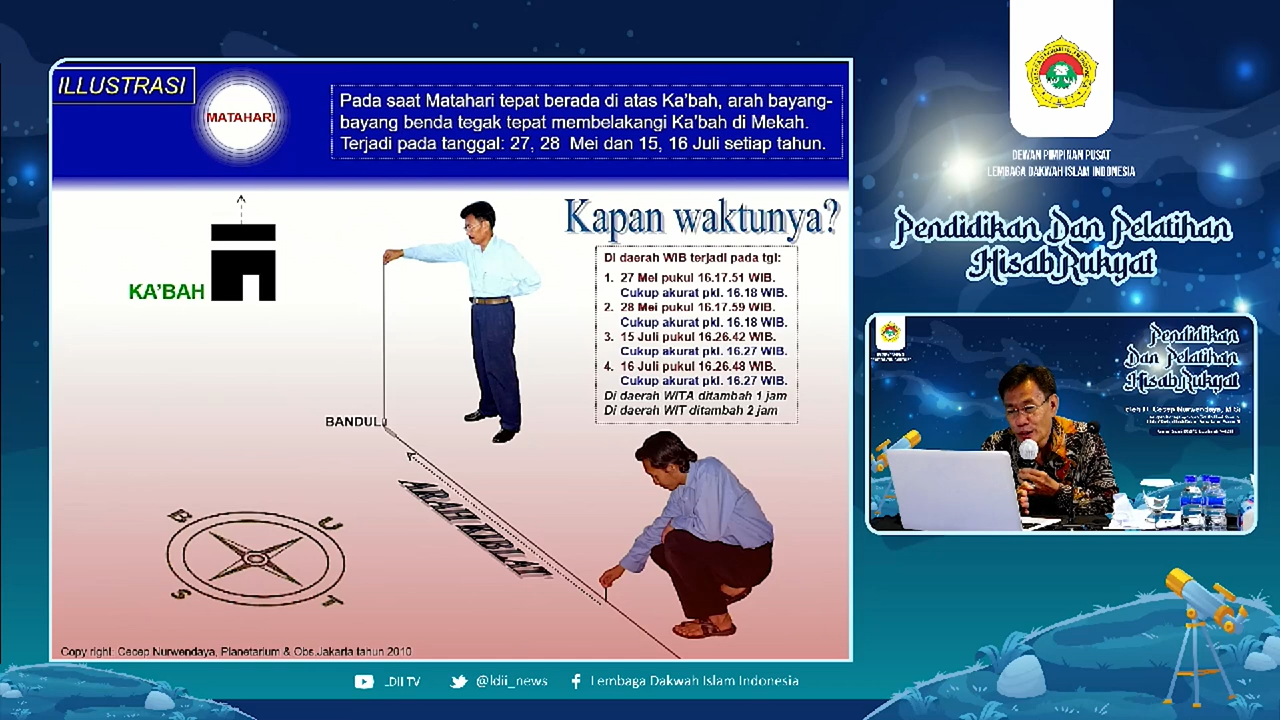 ILLUSTRASI
MATAHARI
Pada saat Matahari tepat berada di atas Ka'bah, arah bayang-
bayang benda tegak tepat membelakangi Ka'bah di Mekah.
Terjadi pada tanggal: 27, 28 Mei dan 15, 16 Juli setiap tahun.
KA'BAH
Kapan waktunya?
Di daerah WIB terjadi pada tgl:
1. 27 Mei pukul 16.17.51 WIB.
Cukup akurat pkl. 16.18 WIB.
2. 28 Mei pukul 16.17.59 WIB.
Cukup akurat pkl. 16.18 WIB.
3. 15 Juli pukul 16.26.42 WIB.
Cukup akurat pkl. 16.27 WIB.
4. 16 Juli pukul 16.26.48 WIB.
Cukup akurat pkl. 16.27 WIB.
Di daerah WITA ditambah 1 jam
Di daerah WIT ditambah 2 jam
BANDUL
ARAH KIBLAT
B
U
S
T
Copy right: Cecep Nurwendaya, Planetarium & Obs.Jakarta tahun 2010
DEWAN PIMPINAN PUSAT
LEMBAGA DAKWAH ISLAM INDONESIA
Pendidikan Dan Pelatihan
HisabRukyat
Pendidikan
Dan Pelatihan
HisabRukyat
oleh H. Cecep Nurwendaya, M.Si
LDII TV
@ldii_news
Lembaga Dakwah Islam Indonesia